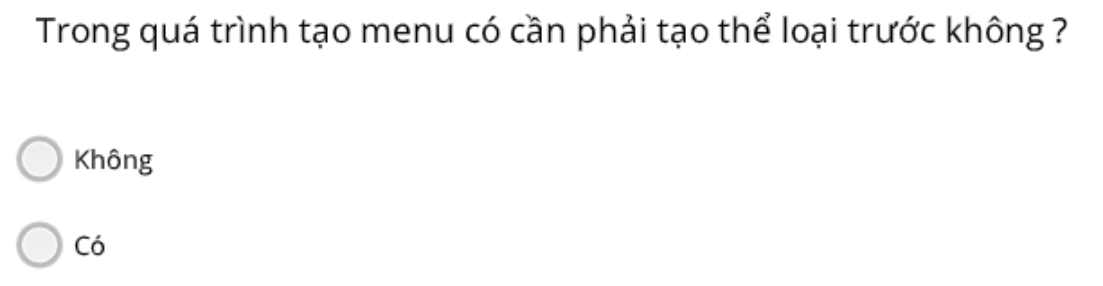 Trong quá trình tạo menu có cần phải tạo thể loại trước không ?
Không
Có